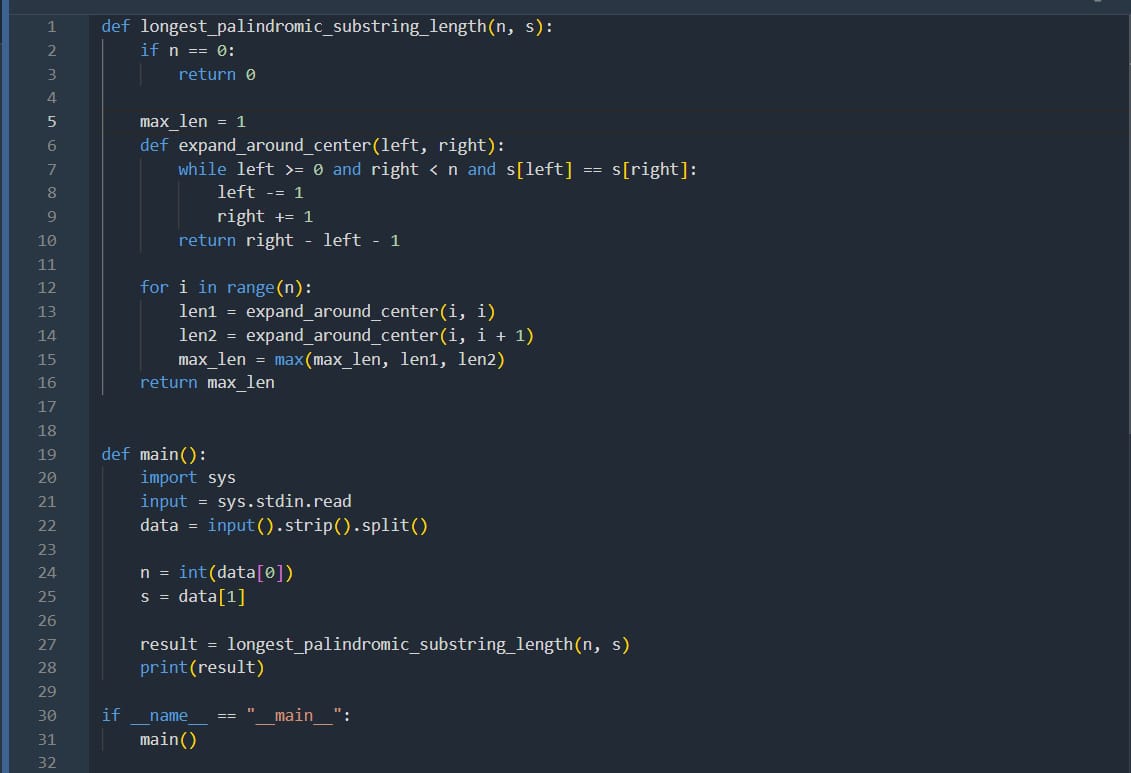 1 def longest_palindromic_substring_length(n, s):
2     if n == 0:
3         return 0
4
5     max_len = 1
6     def expand_around_center(left, right):
7         while left >= 0 and right < n and s[left] == s[right]:
8             left -= 1
9             right += 1
10         return right - left - 1
11
12     for i in range(n):
13         len1 = expand_around_center(i, i)
14         len2 = expand_around_center(i, i + 1)
15         max_len = max(max_len, len1, len2)
16     return max_len
17
18
19 def main():
20     import sys
21     input = sys.stdin.read
22     data = input().strip().split()
23
24     n = int(data[0])
25     s = data[1]
26
27     result = longest_palindromic_substring_length(n, s)
28     print(result)
29
30 if __name__ == "__main__":
31     main()
32